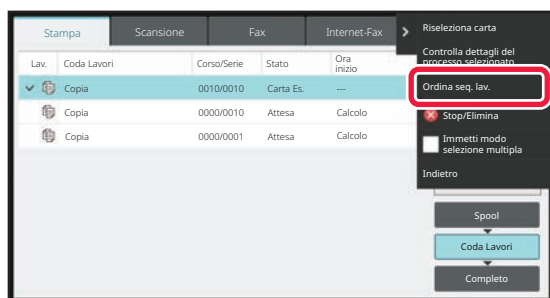 Stampa
Scansione
Fax
Internet-Fax
Lav.
Coda Lavori
Corso/Serie
Stato
Ora
inizio
Copia
0010/0010
Carta Es.
---
Copia
0000/0010
Attesa
Calcolo
Copia
0000/0001
Attesa
Calcolo
Riseleziona carta
Controlla dettagli del
processo selezionato
Ordina seq. lav.
Stop/Elimina
Immetti modo
selezione multipla
Indietro
Spool
Coda Lavori
Completo